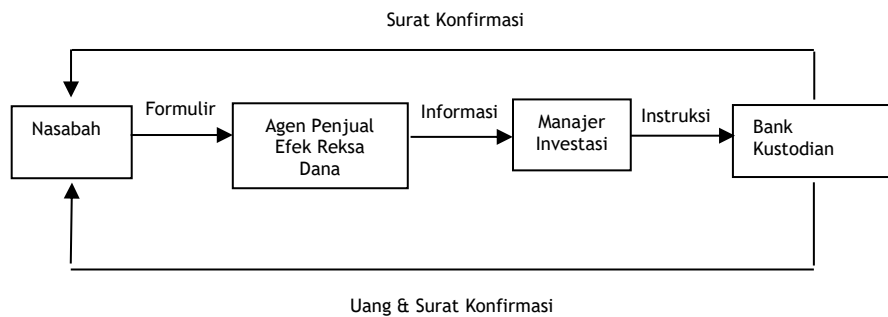 Surat Konfirmasi
Nasabah
Formulir
Agen Penjual
Efek Reksa
Dana
Informasi
Manajer
Investasi
Instruksi
Bank
Kustodian
Uang & Surat Konfirmasi